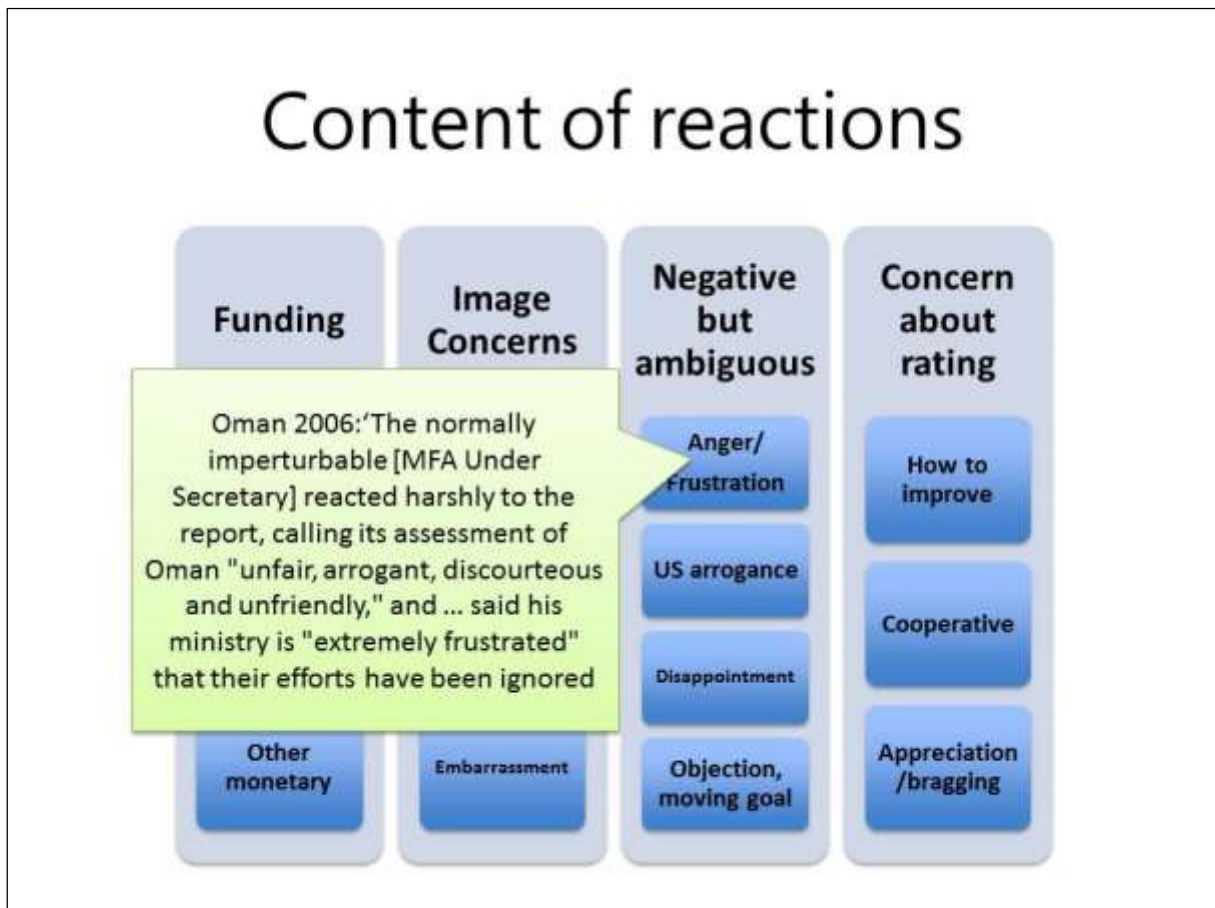 Content of reactions
Funding
Image
Concerns
Negative
but
ambiguous
Concern
about
rating
Oman 2006:‘The normally
imperturbable [MFA Under
Secretary] reacted harshly to the
report, calling its assessment of
Oman "unfair, arrogant, discourteous
and unfriendly," and ... said his
ministry is "extremely frustrated"
that their efforts have been ignored
Other
monetary
Embarrassment
Anger/
Frustration
US arrogance
Disappointment
Objection,
moving goal
How to
improve
Cooperative
Appreciation
/bragging